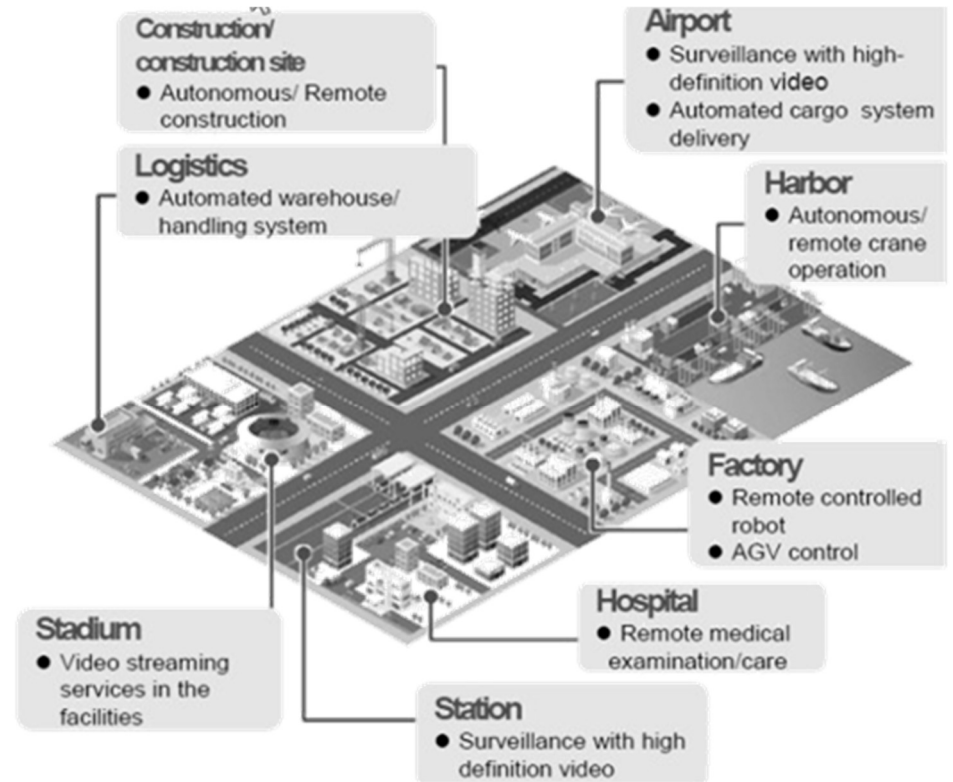 Construction/
construction site
● Autonomous/ Remote
construction
Logistics
● Automated warehouse/
handling system
Airport
● Surveillance with high-
definition video
● Automated cargo system
delivery
Harbor
● Autonomous/
remote crane
operation
Factory
● Remote controlled
robot
● AGV control
Hospital
● Remote medical
examination/care
Stadium
● Video streaming
services in the
facilities
Station
● Surveillance with high
definition video